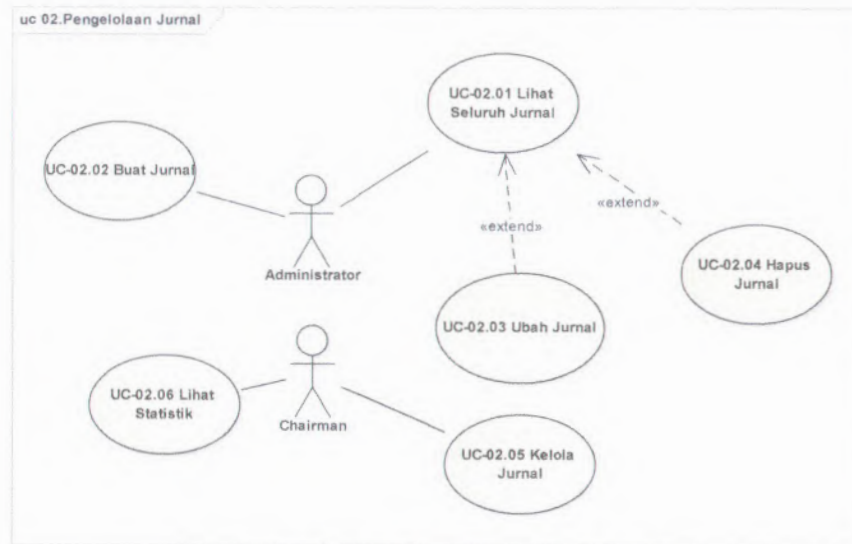 uc 02.Pengelolaan Jurnal
UC-02.01 Lihat
Seluruh Jurnal
UC-02.02 Buat Jurnal
«extend»
«extend»
Administrator
UC-02.04 Hapus
Jurnal
UC-02.03 Ubah Jurnal
UC-02.06 Lihat
Statistik
Chairman
UC-02.05 Kelola
Jurnal